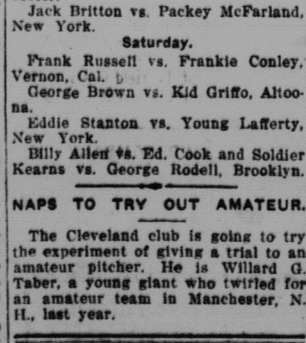 Jack Britton vs. Packey McFarland,
New York.
Saturday.
Frank Russell vs. Frankie Conley,
Vernon, Cal.
George Brown vs. Kid Griffo, Altoo-
na.
Eddie Stanton vs. Young Lafferty,
New York.
Billy Allen vs. Ed. Cook and Soldier
Kearns vs. George Rodell, Brooklyn.
NAPS TO TRY OUT AMATEUR.
The Cleveland club is going to try
the experiment of giving a trial to an
amateur pitcher. He is Willard G.
Taber, a young giant who twirled for
an amateur team in Manchester, N.
H., last year.